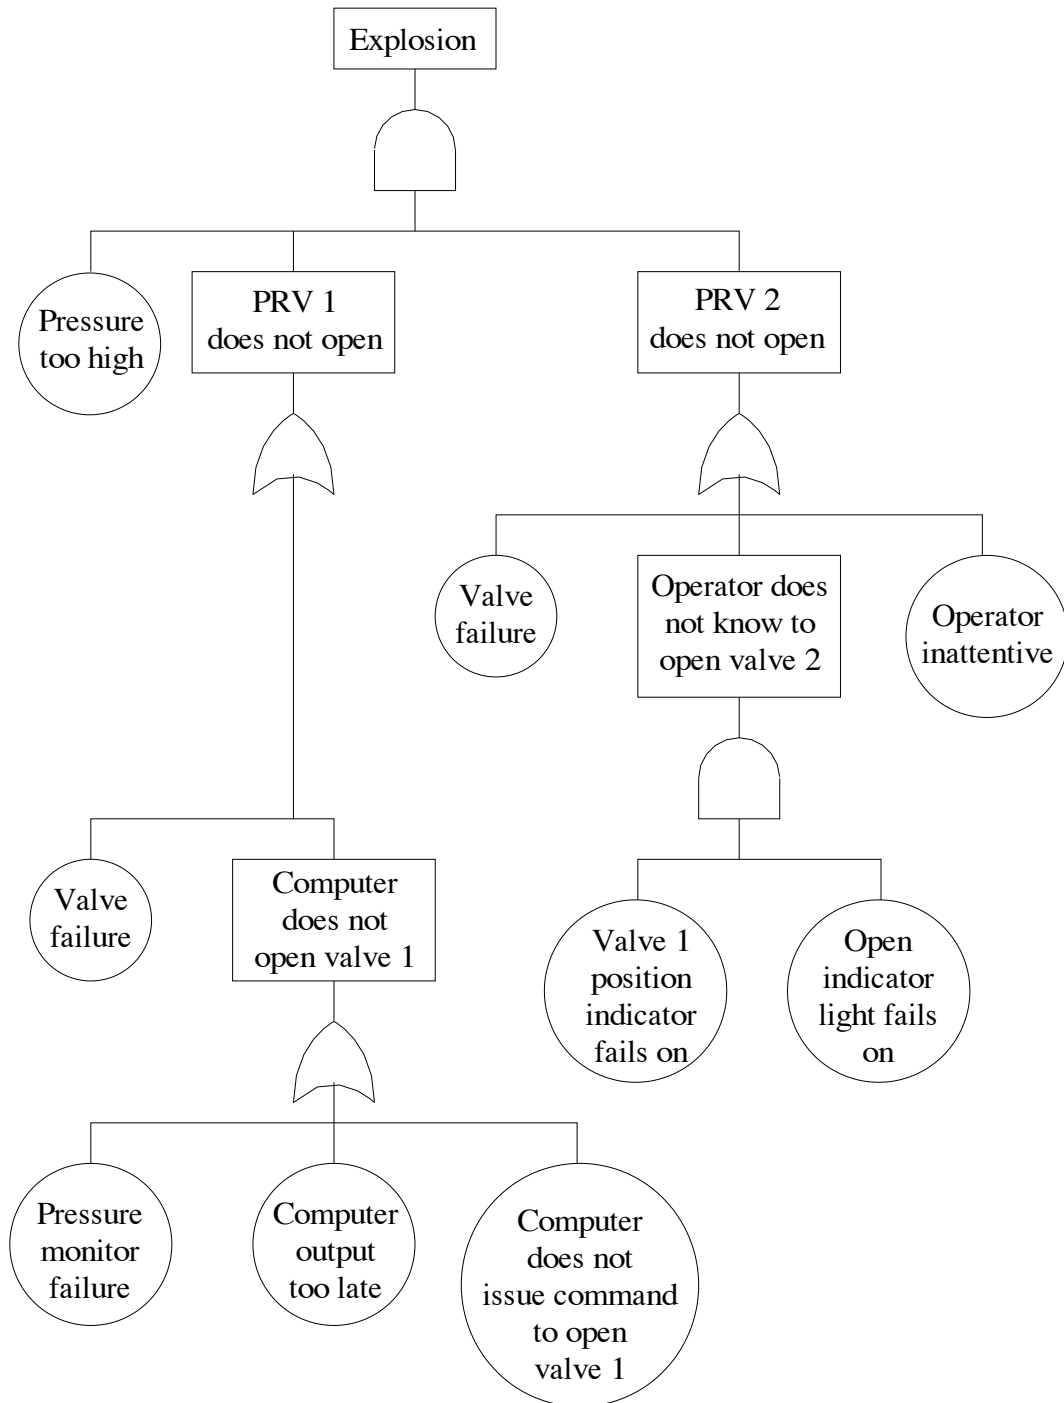 Explosion
Pressure
too high
PRV 1
does not open
PRV 2
does not open
Valve
failure
Operator does
not know to
open valve 2
Operator
inattentive
Valve
failure
Computer
does not
open valve 1
Valve 1
position
indicator
fails on
Open
indicator
light fails
on
Pressure
monitor
failure
Computer
output
too late
Computer
does not
issue command
to open
valve 1